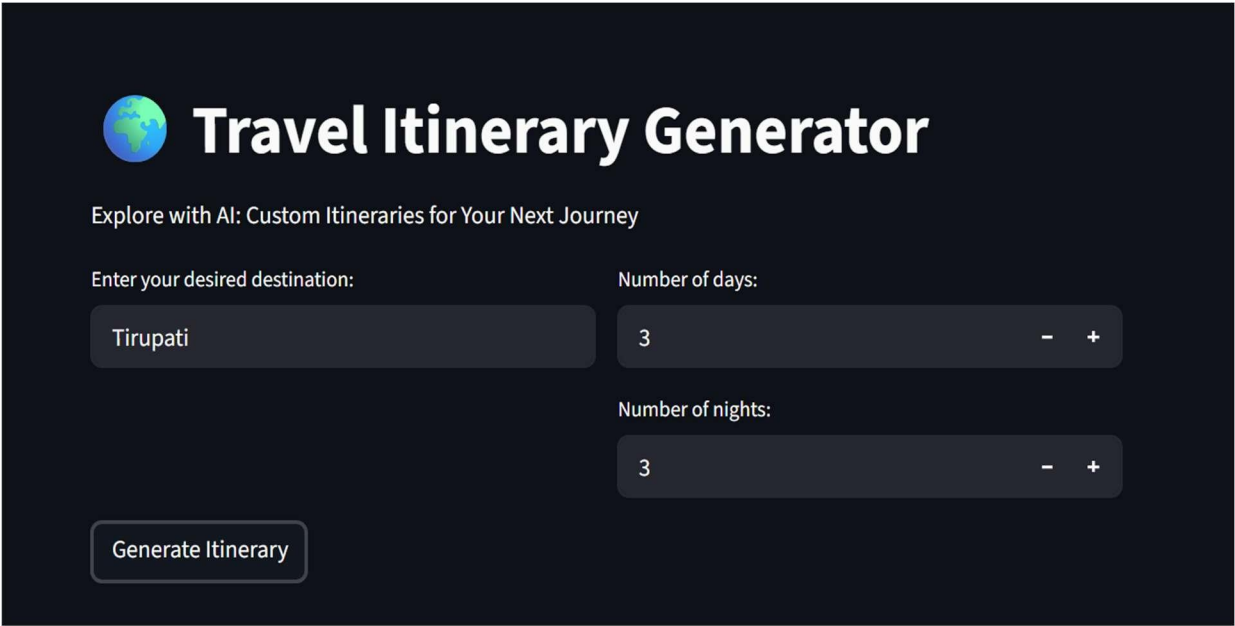 Travel Itinerary Generator
Explore with AI: Custom Itineraries for Your Next Journey
Enter your desired destination:
Tirupati
Number of days:
3 - +
Number of nights:
3 - +
Generate Itinerary